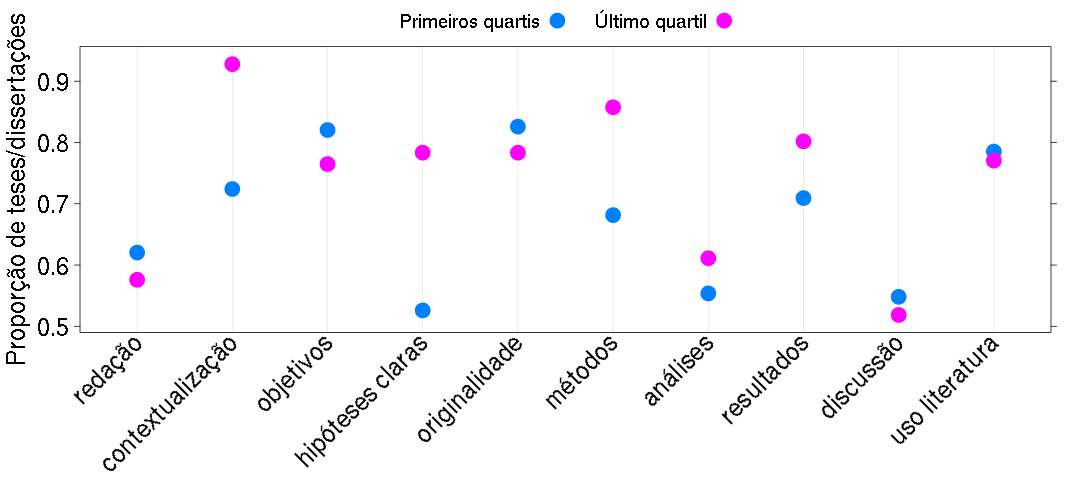 Primeiros quartis Último quartil
Proporção de teses/dissertações
0.9
0.8
0.7
0.6
0.5
redação
contextualização
objetivos
hipóteses claras
originalidade
métodos
análises
resultados
discussão
uso literatura